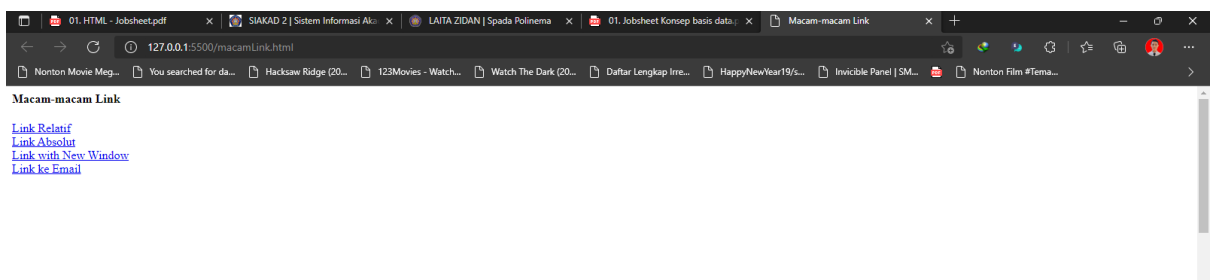 01. HTML - Jobsheet.pdf
SIAKAD 2 | Sistem Informasi Aka
LAITA ZIDAN | Spada Polinema
01. Jobsheet Konsep basis data.p
Macam-macam Link
127.0.0.1:5500/macamLink.html
Nonton Movie Meg...
You searched for da...
Hacksaw Ridge (20...
123Movies - Watch...
Watch The Dark (20...
Daftar Lengkap Irre...
HappyNewYear19/s...
Invicible Panel | SM...
Nonton Film #Tema...
Macam-macam Link
Link Relatif
Link Absolut
Link with New Window
Link ke Email